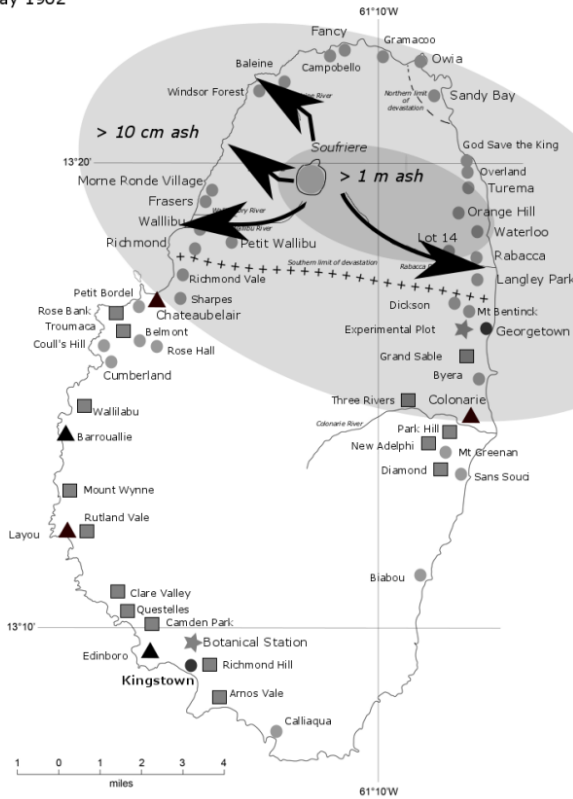 ay 1902
61°10'W
Fancy
Gramacoo
Owia
Baleine
Campobello
Windsor Forest
Northern limit
of
devastation
Sandy Bay
> 10 cm ash
Soufriere
God Save the King
13°20'
> 1 m ash
Overland
Morne Ronde Village
Turema
Frasers
Orange Hill
Wallibu
Waterloo
Richmond
Petit Wallibu
Lot 14
Rabacca
Southern limit of devastation
Rabacca
Richmond Vale
Langley Park
Petit Bordel
Sharpes
Dickson
Mt Bentinck
Rose Bank
Chateaubelair
Troumaca
Belmont
Experimental Plot
Georgetown
Coull's Hill
Rose Hall
Grand Sable
Cumberland
Byera
Three Rivers
Colonarie
Wallilabu
Colonarie River
Park Hill
Barrouallie
New Adelphi
Mt Greenan
Diamond
Sans Souci
Mount Wynne
Rutland Vale
Layou
Biabou
Clare Valley
Questelles
Camden Park
13°10'
Botanical Station
Edinboro
Richmond Hill
Kingstown
Arnos Vale
Calliaqua
1 0 1 2 3 4
miles
61°10W